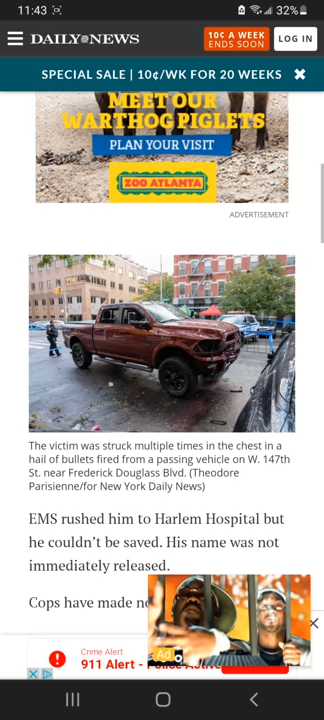 11:43
32%
DAILY NEWS
10¢ A WEEK
ENDS SOON
LOG IN
SPECIAL SALE | 10¢/WK FOR 20 WEEKS
MEET OUR
WARTHOG PIGLETS
PLAN YOUR VISIT
ZOO ATLANTA
ADVERTISEMENT
The victim was struck multiple times in the chest in a
hail of bullets fired from a passing vehicle on W. 147th
St. near Frederick Douglass Blvd. (Theodore
Parisienne/for New York Daily News)
EMS rushed him to Harlem Hospital but
he couldn’t be saved. His name was not
immediately released.
Cops have made
Ad
Crime Alert
911 Alert - Police